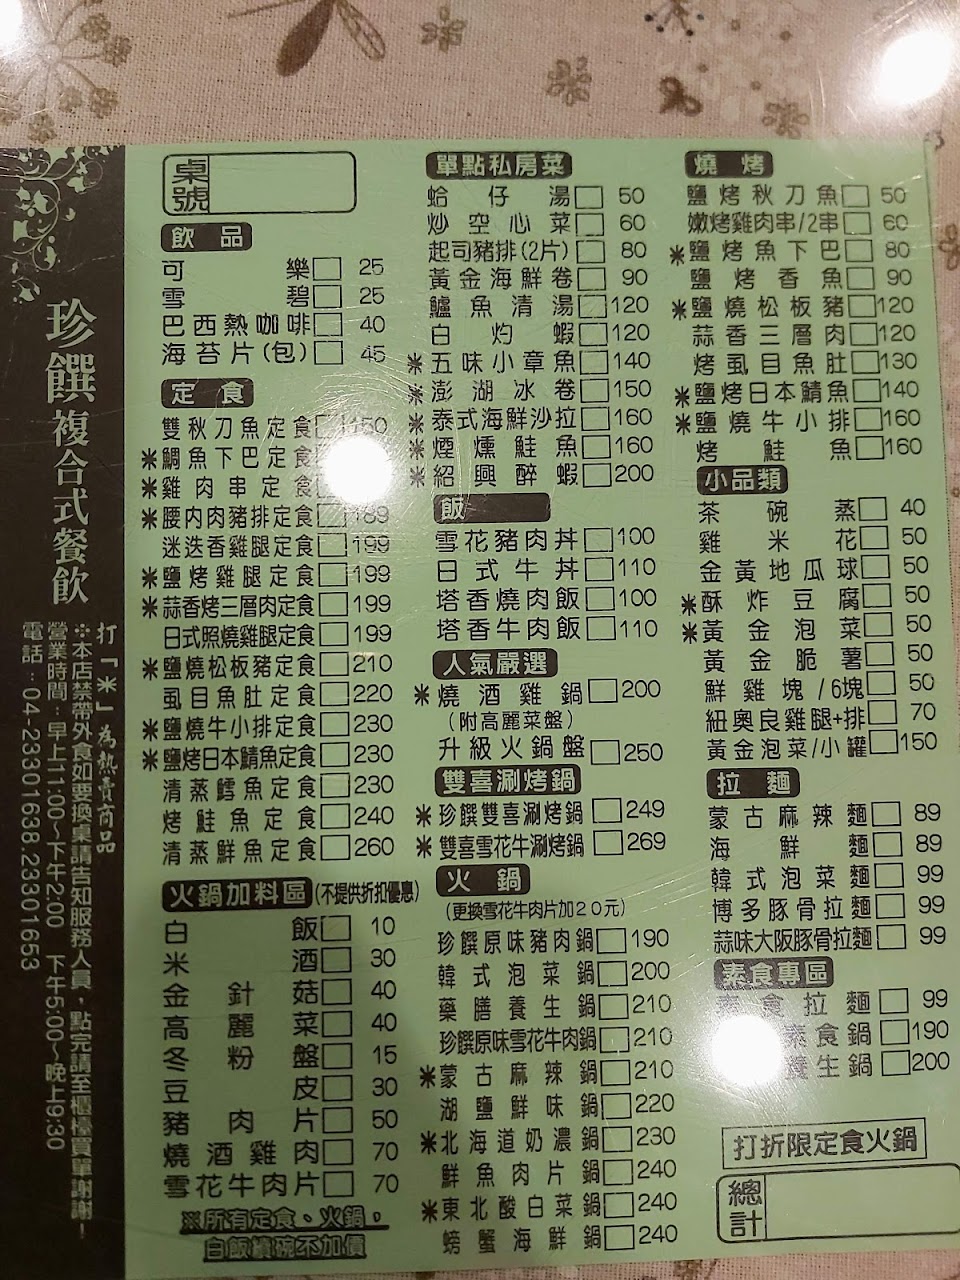 珍饌複合式餐飲
打「※」為熱賣商品
※本店禁帶外食如要換桌請告知服務人員，點完請至櫃檯買單謝謝！
營業時間：早上11:00～下午2:00 下午5:00～晚上9:30
電話：04-23301638.23301653
桌號
飲品
可樂 25
雪碧 25
巴西熱咖啡 40
海苔片(包) 45
定食
雙秋刀魚定食 150
※鯛魚下巴定食
※雞肉串定食
※腰內肉豬排定食 189
迷迭香雞腿定食 199
※鹽烤雞腿定食 199
※蒜香烤三層肉定食 199
日式照燒雞腿定食 199
※鹽燒松板豬定食 210
虱目魚肚定食 220
※鹽燒牛小排定食 230
※鹽烤日本鯖魚定食 230
清蒸鱈魚定食 230
烤鮭魚定食 240
清蒸鮮魚定食 260
火鍋加料區(不提供折扣優惠)
白飯 10
米酒 30
金針菇 40
高麗菜 40
冬粉盤 15
豆皮 30
豬肉片 50
燒酒雞肉 70
雪花牛肉片 70
※所有定食、火鍋，
白飯續碗不加價
單點私房菜
蛤仔湯 50
炒空心菜 60
起司豬排(2片) 80
黃金海鮮卷 90
鱸魚清湯 120
白灼蝦 120
※五味小章魚 140
※澎湖冰卷 150
※泰式海鮮沙拉 160
※煙燻鮭魚 160
※紹興醉蝦 200
飯
雪花豬肉丼 100
日式牛丼 110
塔香燒肉飯 100
塔香牛肉飯 110
人氣嚴選
※燒酒雞鍋 200
(附高麗菜盤)
升級火鍋盤 250
雙喜涮烤鍋
※珍饌雙喜涮烤鍋 249
※雙喜雪花牛涮烤鍋 269
火鍋
(更換雪花牛肉片加20元)
珍饌原味豬肉鍋 190
韓式泡菜鍋 200
藥膳養生鍋 210
珍饌原味雪花牛肉鍋 210
※蒙古麻辣鍋 210
湖鹽鮮味鍋 220
※北海道奶濃鍋 230
鮮魚肉片鍋 240
※東北酸白菜鍋 240
螃蟹海鮮鍋 240
燒烤
鹽烤秋刀魚 50
嫩烤雞肉串/2串 60
※鹽烤魚下巴 80
鹽烤香魚 90
※鹽燒松板豬 120
蒜香三層肉 120
烤虱目魚肚 130
※鹽烤日本鯖魚 140
※鹽燒牛小排 160
烤鮭魚 160
小品類
茶碗蒸 40
雞米花 50
金黃地瓜球 50
※酥炸豆腐 50
※黃金泡菜 50
黃金脆薯 50
鮮雞塊/6塊 50
紐奧良雞腿+排 70
黃金泡菜/小罐 150
拉麵
蒙古麻辣麵 89
海鮮麵 89
韓式泡菜麵 99
博多豚骨拉麵 99
蒜味大阪豚骨拉麵 99
素食專區
素食拉麵 99
素食鍋 190
養生鍋 200
打折限定食火鍋
總計